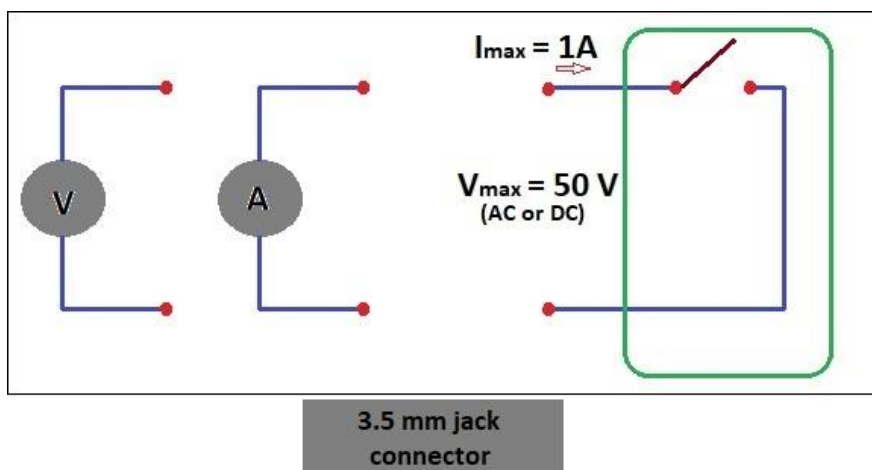 Imax = 1A
V
A
Vmax = 50 V
(AC or DC)
3.5 mm jack
connector